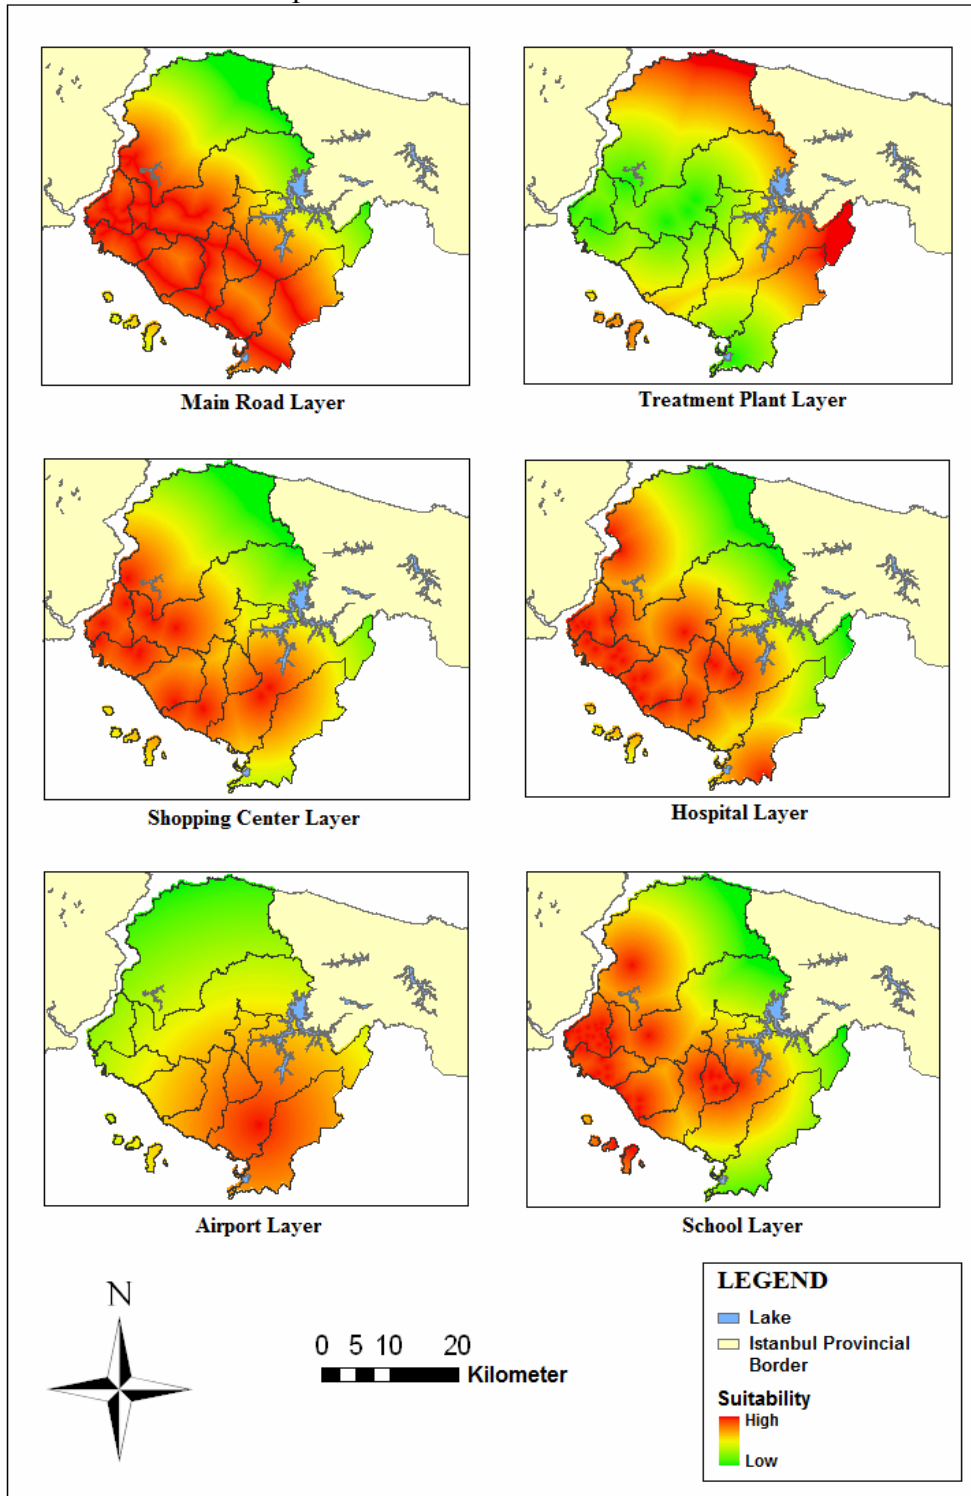 Main Road Layer
Treatment Plant Layer
Shopping Center Layer
Hospital Layer
Airport Layer
School Layer
N
0 5 10 20
Kilometer
LEGEND
Lake
Istanbul Provincial
Border
Suitability
High
Low